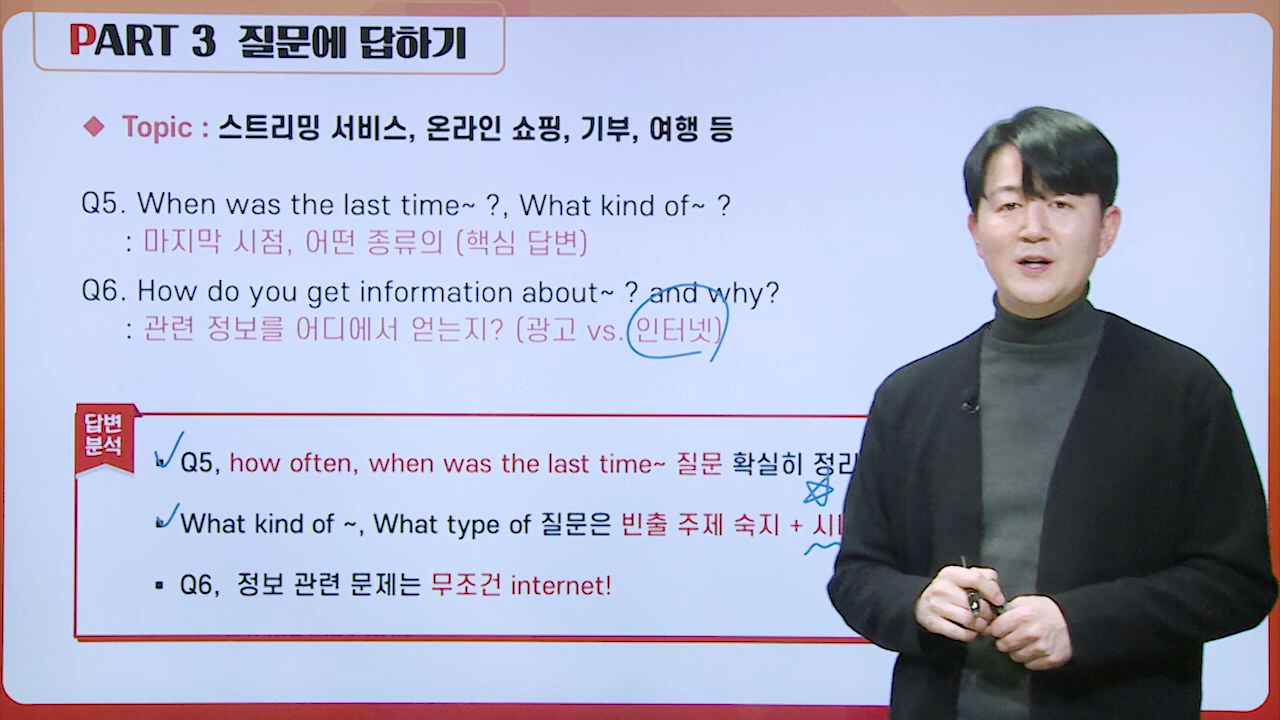 PART 3 질문에 답하기
◆ Topic : 스트리밍 서비스, 온라인 쇼핑, 기부, 여행 등
Q5. When was the last time~ ?, What kind of~ ?
: 마지막 시점, 어떤 종류의 (핵심 답변)
Q6. How do you get information about~ ? and why?
: 관련 정보를 어디에서 얻는지? (광고 vs. 인터넷)
답변
분석
▪ Q5, how often, when was the last time~ 질문 확실히 정리
▪ What kind of ~, What type of 질문은 빈출 주제 숙지 +
▪ Q6, 정보 관련 문제는 무조건 internet!